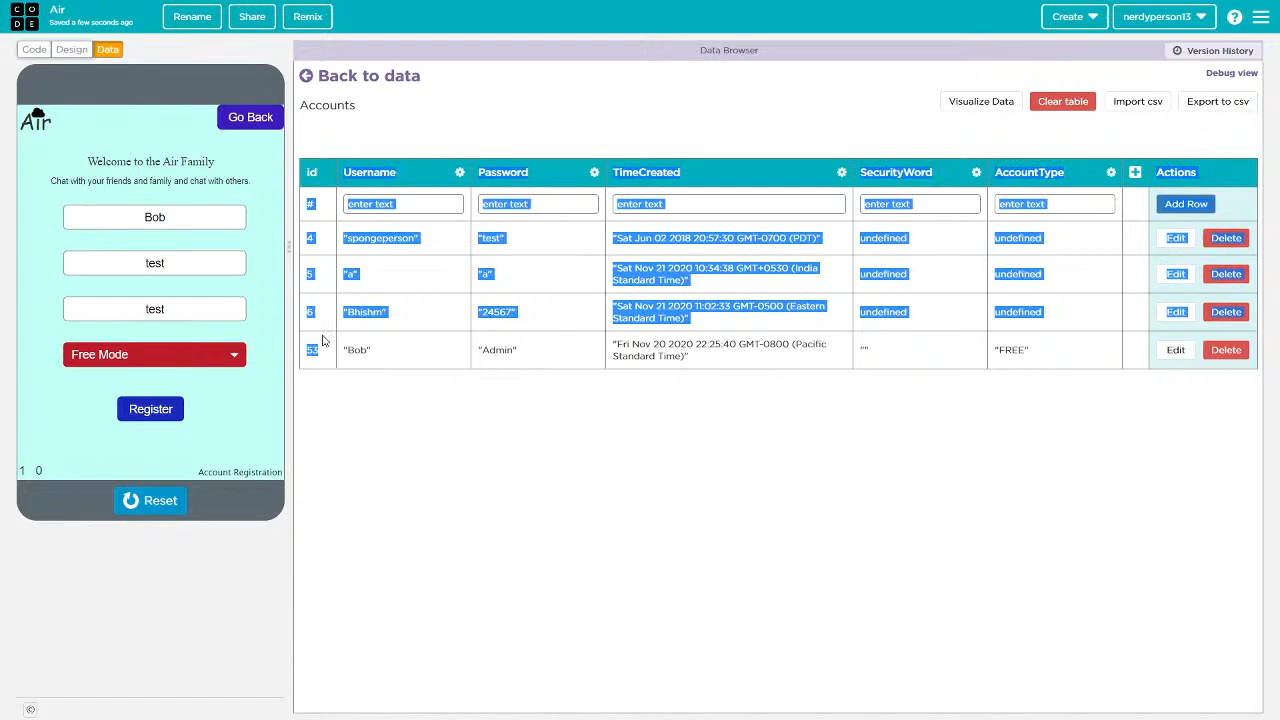 CODE
Air
Saved a few seconds ago
Rename
Share
Remix
Create
nerdyperson13
?
Code
Design
Data
Data Browser
Version History
Back to data
Debug view
Accounts
Visualize Data
Clear table
Import csv
Export to csv
Air
Go Back
Welcome to the Air Family
Chat with your friends and family and chat with others.
Bob
test
test
Free Mode
Register
1 0
Account Registration
Reset
id Username Password TimeCreated SecurityWord AccountType Actions
# enter text enter text enter text enter text enter text Add Row
4 "spongeperson" "test" "Sat Jun 02 2018 20:57:30 GMT-0700 (PDT)" undefined undefined Edit Delete
5 "a" "a" "Sat Nov 21 2020 10:34:38 GMT+0530 (India
Standard Time)" undefined undefined Edit Delete
6 "Bhishm" "24567" "Sat Nov 21 2020 11:02:33 GMT-0500 (Eastern
Standard Time)" undefined undefined Edit Delete
53 "Bob" "Admin" "Fri Nov 20 2020 22:25:40 GMT-0800 (Pacific
Standard Time)" "" "FREE" Edit Delete
©